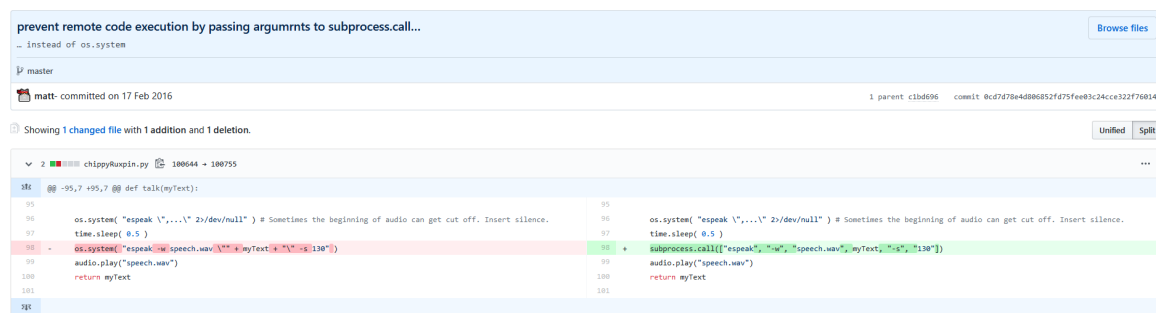 prevent remote code execution by passing argumrnts to subprocess.call...
Browse files
… instead of os.system
master
matt- committed on 17 Feb 2016
1 parent c1bd696 commit 0cd7d78e4d806852fd75fee03c24cce322f76014
Showing 1 changed file with 1 addition and 1 deletion.
Unified Split
2 chippyRuxpin.py 100644 → 100755
@@ -95,7 +95,7 @@ def talk(myText):
95 95
96 os.system( "espeak \",...\" 2>/dev/null" ) # Sometimes the beginning of audio can get cut off. Insert silence. 96 os.system( "espeak \",...\" 2>/dev/null" ) # Sometimes the beginning of audio can get cut off. Insert silence.
97 time.sleep( 0.5 ) 97 time.sleep( 0.5 )
98 - os.system( "espeak -w speech.wav \"" + myText + "\" -s 130" ) 98 + subprocess.call(["espeak", "-w", "speech.wav", myText, "-s", "130"])
99 audio.play("speech.wav") 99 audio.play("speech.wav")
100 return myText 100 return myText
101 101